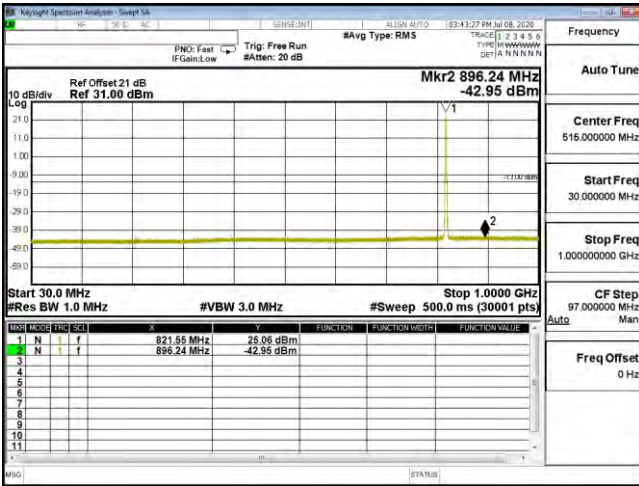 Keysight Spectrum Analyzer - Swept SA
RF 50 Ω AC SENSE:INT ALIGN AUTO 03:43:27 PM Jul 08, 2020
#Avg Type: RMS TRACE 1 2 3 4 5 6
PNO: Fast Trig: Free Run TYPE M WWWWW
IFGain:Low #Atten: 20 dB DET A N N N N N
Mkr2 896.24 MHz
Ref Offset 21 dB
10 dB/div Ref 31.00 dBm -42.95 dBm
Log
1
21.0
11.0
1.00
-9.00
-13.00 dBm
-19.0
-29.0
2
-39.0
-49.0
-59.0
Start 30.0 MHz Stop 1.0000 GHz
#Res BW 1.0 MHz #VBW 3.0 MHz #Sweep 500.0 ms (30001 pts)
MKR MODE TRC SCL X Y FUNCTION FUNCTION WIDTH FUNCTION VALUE
1 N 1 f 821.55 MHz 25.06 dBm
2 N 1 f 896.24 MHz -42.95 dBm
3
4
5
6
7
8
9
10
11
MSG STATUS
Frequency
Auto Tune
Center Freq
515.000000 MHz
Start Freq
30.000000 MHz
Stop Freq
1.000000000 GHz
CF Step
97.000000 MHz
Auto Man
Freq Offset
0 Hz